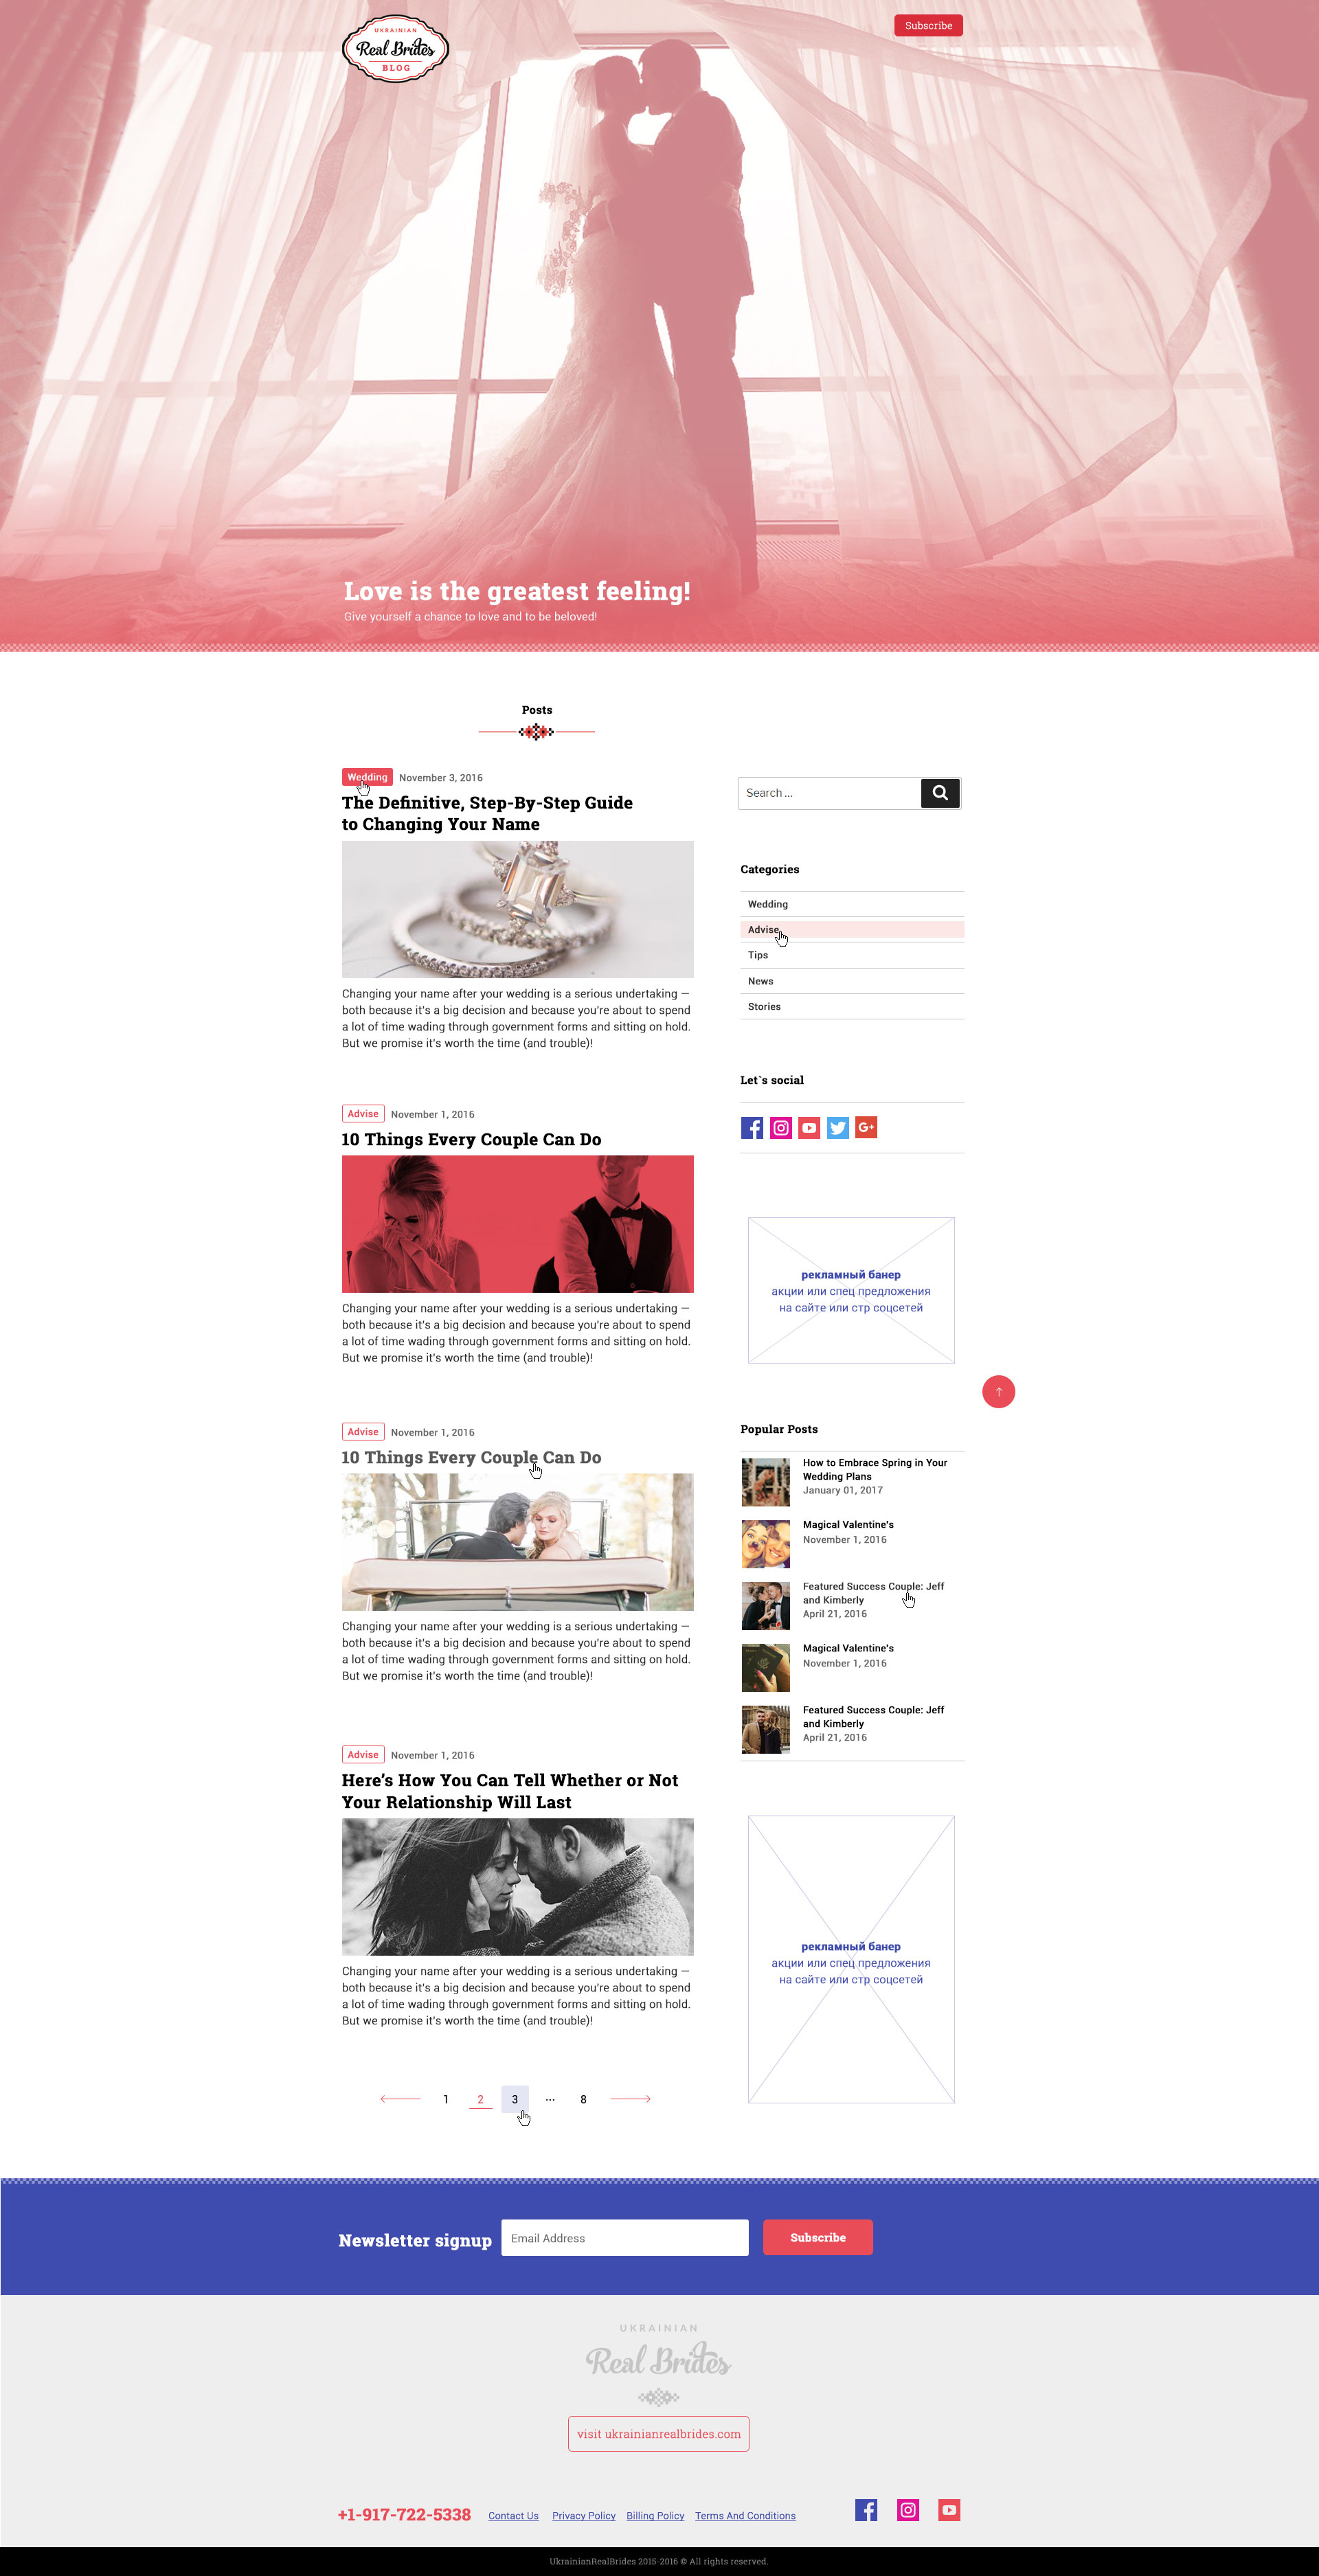 UKRAINIAN
Real Brides
BLOG
Subscribe
Love is the greatest feeling!
Give yourself a chance to love and to be beloved!
Posts
Wedding
November 3, 2016
The Definitive, Step-By-Step Guide
to Changing Your Name
Changing your name after your wedding is a serious undertaking —
both because it's a big decision and because you're about to spend
a lot of time wading through government forms and sitting on hold.
But we promise it's worth the time (and trouble)!
Advise
November 1, 2016
10 Things Every Couple Can Do
Changing your name after your wedding is a serious undertaking —
both because it's a big decision and because you're about to spend
a lot of time wading through government forms and sitting on hold.
But we promise it's worth the time (and trouble)!
Advise
November 1, 2016
10 Things Every Couple Can Do
Changing your name after your wedding is a serious undertaking —
both because it's a big decision and because you're about to spend
a lot of time wading through government forms and sitting on hold.
But we promise it's worth the time (and trouble)!
Advise
November 1, 2016
Here's How You Can Tell Whether or Not
Your Relationship Will Last
Changing your name after your wedding is a serious undertaking —
both because it's a big decision and because you're about to spend
a lot of time wading through government forms and sitting on hold.
But we promise it's worth the time (and trouble)!
1 2 3 ... 8
Search ...
Categories
Wedding
Advise
Tips
News
Stories
Let`s social
G+
рекламный банер
акции или спец предложения
на сайте или стр соцсетей
Popular Posts
How to Embrace Spring in Your
Wedding Plans
January 01, 2017
Magical Valentine's
November 1, 2016
Featured Success Couple: Jeff
and Kimberly
April 21, 2016
Magical Valentine's
November 1, 2016
Featured Success Couple: Jeff
and Kimberly
April 21, 2016
рекламный банер
акции или спец предложения
на сайте или стр соцсетей
Newsletter signup
Email Address
Subscribe
UKRAINIAN
Real Brides
visit ukrainianrealbrides.com
+1-917-722-5338
Contact Us
Privacy Policy
Billing Policy
Terms And Conditions
UkrainianRealBrides 2015-2016 © All rights reserved.